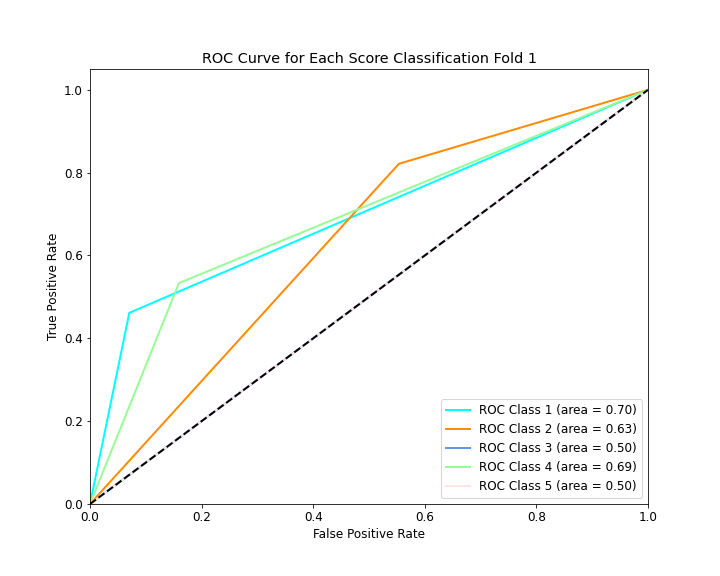 ROC Curve for Each Score Classification Fold 1
True Positive Rate
1.0
0.8
0.6
0.4
0.2
0.0
ROC Class 1 (area = 0.70)
ROC Class 2 (area = 0.63)
ROC Class 3 (area = 0.50)
ROC Class 4 (area = 0.69)
ROC Class 5 (area = 0.50)
0.0 0.2 0.4 0.6 0.8 1.0
False Positive Rate